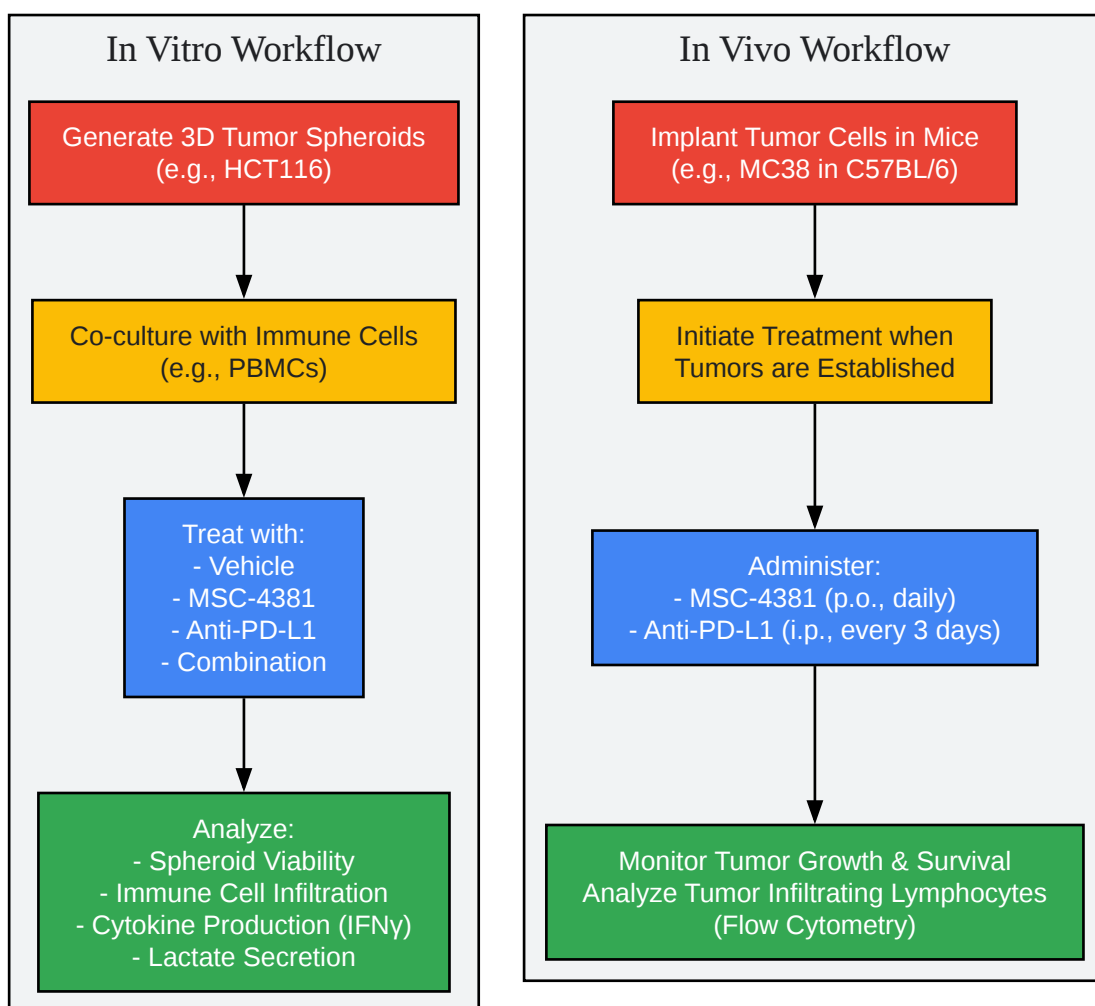 In Vitro Workflow
Generate 3D Tumor Spheroids
(e.g., HCT116)
Co-culture with Immune Cells
(e.g., PBMCs)
Treat with:
- Vehicle
- MSC-4381
- Anti-PD-L1
- Combination
Analyze:
- Spheroid Viability
- Immune Cell Infiltration
- Cytokine Production (IFNγ)
- Lactate Secretion
In Vivo Workflow
Implant Tumor Cells in Mice
(e.g., MC38 in C57BL/6)
Initiate Treatment when
Tumors are Established
Administer:
- MSC-4381 (p.o., daily)
- Anti-PD-L1 (i.p., every 3 days)
Monitor Tumor Growth & Survival
Analyze Tumor Infiltrating Lymphocytes
(Flow Cytometry)